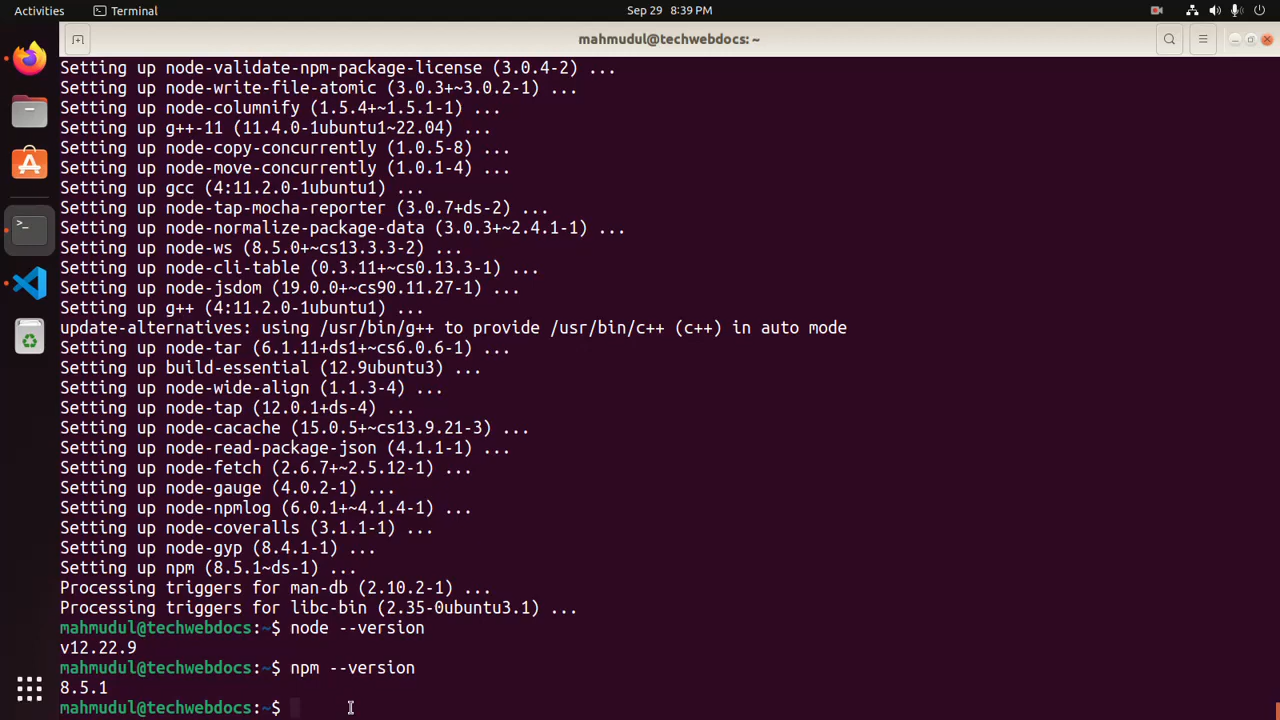 Activities
Terminal
Sep 29 8:39 PM
mahmudul@techwebdocs: ~
Setting up node-validate-npm-package-license (3.0.4-2) ...
Setting up node-write-file-atomic (3.0.3+~3.0.2-1) ...
Setting up node-columnify (1.5.4+~1.5.1-1) ...
Setting up g++-11 (11.4.0-1ubuntu1~22.04) ...
Setting up node-copy-concurrently (1.0.5-8) ...
Setting up node-move-concurrently (1.0.1-4) ...
Setting up gcc (4:11.2.0-1ubuntu1) ...
Setting up node-tap-mocha-reporter (3.0.7+ds-2) ...
Setting up node-normalize-package-data (3.0.3+~2.4.1-1) ...
Setting up node-ws (8.5.0+~cs13.3.3-2) ...
Setting up node-cli-table (0.3.11+~cs0.13.3-1) ...
Setting up node-jsdom (19.0.0+~cs90.11.27-1) ...
Setting up g++ (4:11.2.0-1ubuntu1) ...
update-alternatives: using /usr/bin/g++ to provide /usr/bin/c++ (c++) in auto mode
Setting up node-tar (6.1.11+ds1+~cs6.0.6-1) ...
Setting up build-essential (12.9ubuntu3) ...
Setting up node-wide-align (1.1.3-4) ...
Setting up node-tap (12.0.1+ds-4) ...
Setting up node-cacache (15.0.5+~cs13.9.21-3) ...
Setting up node-read-package-json (4.1.1-1) ...
Setting up node-fetch (2.6.7+~2.5.12-1) ...
Setting up node-gauge (4.0.2-1) ...
Setting up node-npmlog (6.0.1+~4.1.4-1) ...
Setting up node-coveralls (3.1.1-1) ...
Setting up node-gyp (8.4.1-1) ...
Setting up npm (8.5.1~ds-1) ...
Processing triggers for man-db (2.10.2-1) ...
Processing triggers for libc-bin (2.35-0ubuntu3.1) ...
mahmudul@techwebdocs:~$ node --version
v12.22.9
mahmudul@techwebdocs:~$ npm --version
8.5.1
mahmudul@techwebdocs:~$